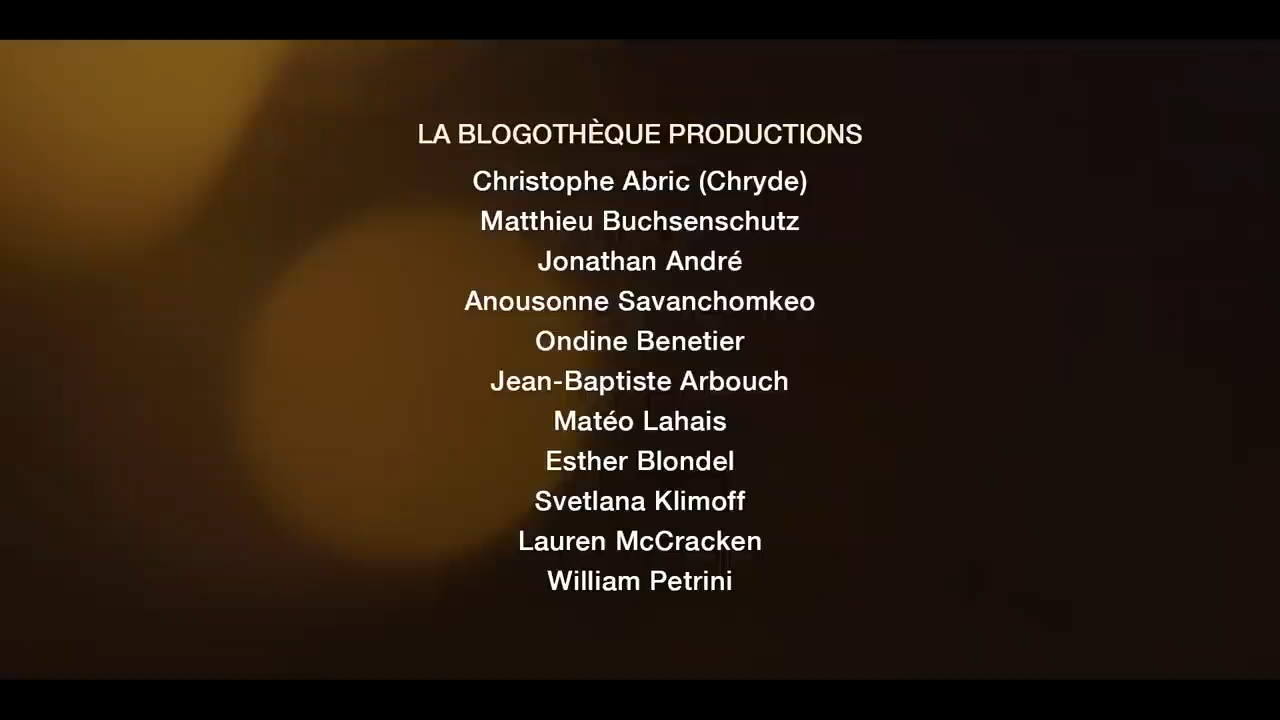 LA BLOGOTHÈQUE PRODUCTIONS
Christophe Abric (Chryde)
Matthieu Buchsenschutz
Jonathan André
Anousonne Savanchomkeo
Ondine Benetier
Jean-Baptiste Arbouch
Matéo Lahais
Esther Blondel
Svetlana Klimoff
Lauren McCracken
William Petrini